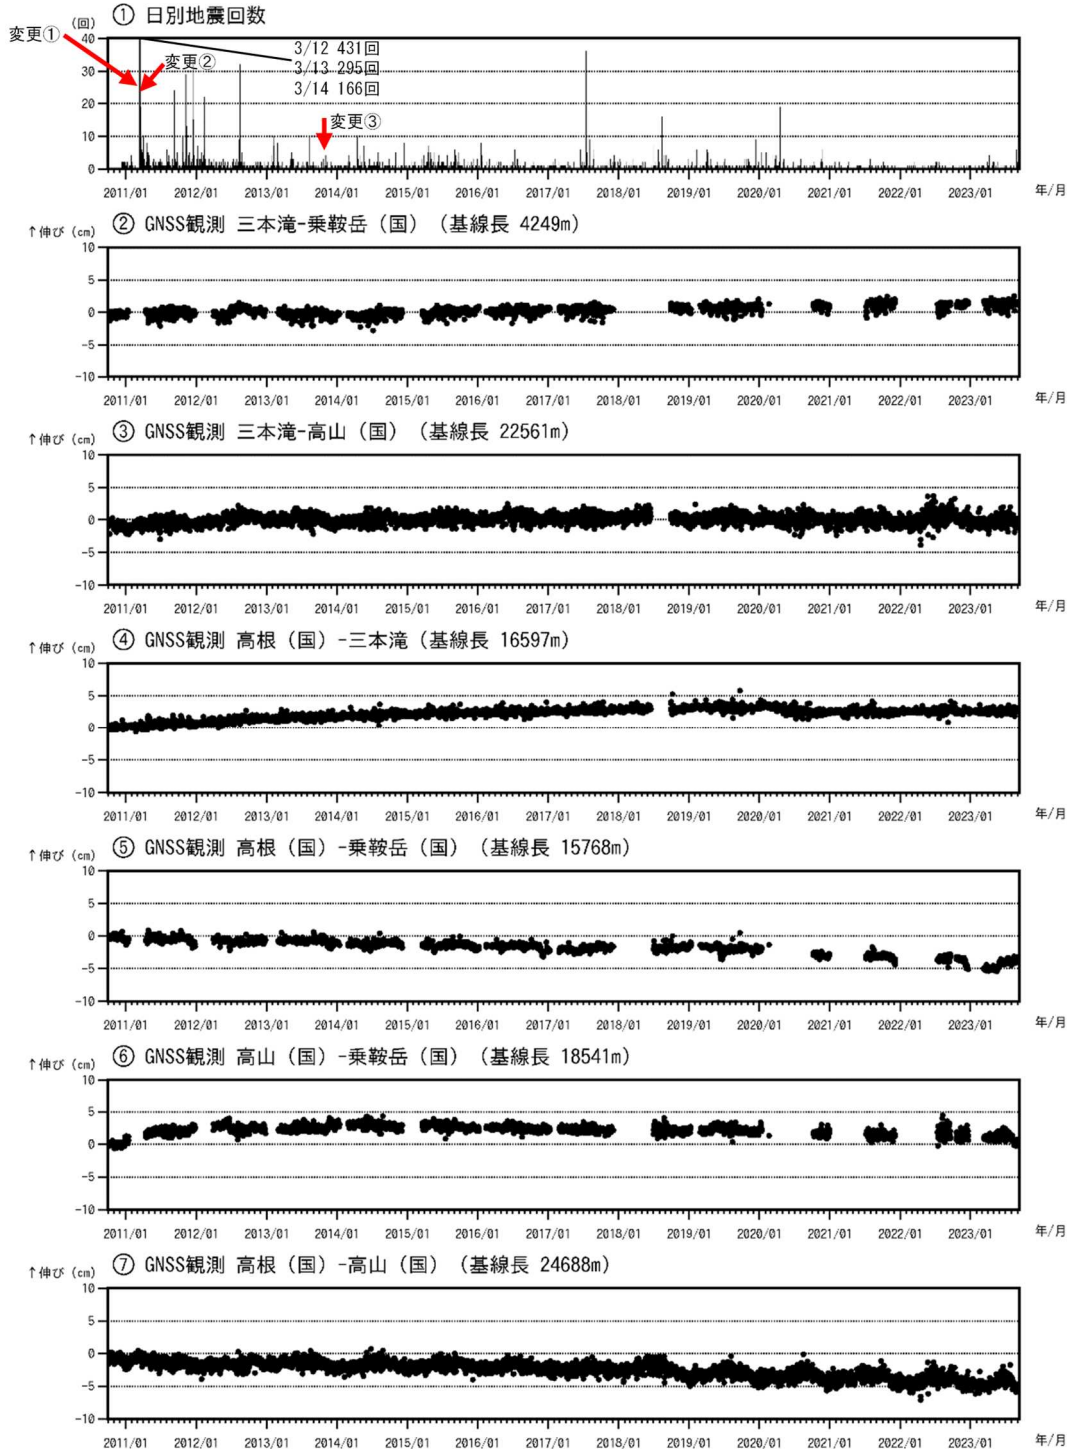 ① 日別地震回数
(回)
変更①
変更②
変更③
3/12 431回
3/13 295回
3/14 166回
40
30
20
10
0
2011/01 2012/01 2013/01 2014/01 2015/01 2016/01 2017/01 2018/01 2019/01 2020/01 2021/01 2022/01 2023/01 年/月
② GNSS観測 三本滝-乗鞍岳（国）（基線長 4249m）
↑伸び (cm)
10
5
0
-5
-10
2011/01 2012/01 2013/01 2014/01 2015/01 2016/01 2017/01 2018/01 2019/01 2020/01 2021/01 2022/01 2023/01 年/月
③ GNSS観測 三本滝-高山（国）（基線長 22561m）
↑伸び (cm)
10
5
0
-5
-10
2011/01 2012/01 2013/01 2014/01 2015/01 2016/01 2017/01 2018/01 2019/01 2020/01 2021/01 2022/01 2023/01 年/月
④ GNSS観測 高根（国）-三本滝（基線長 16597m）
↑伸び (cm)
10
5
0
-5
-10
2011/01 2012/01 2013/01 2014/01 2015/01 2016/01 2017/01 2018/01 2019/01 2020/01 2021/01 2022/01 2023/01 年/月
⑤ GNSS観測 高根（国）-乗鞍岳（国）（基線長 15768m）
↑伸び (cm)
10
5
0
-5
-10
2011/01 2012/01 2013/01 2014/01 2015/01 2016/01 2017/01 2018/01 2019/01 2020/01 2021/01 2022/01 2023/01 年/月
⑥ GNSS観測 高山（国）-乗鞍岳（国）（基線長 18541m）
↑伸び (cm)
10
5
0
-5
-10
2011/01 2012/01 2013/01 2014/01 2015/01 2016/01 2017/01 2018/01 2019/01 2020/01 2021/01 2022/01 2023/01 年/月
⑦ GNSS観測 高根（国）-高山（国）（基線長 24688m）
↑伸び (cm)
10
5
0
-5
-10
2011/01 2012/01 2013/01 2014/01 2015/01 2016/01 2017/01 2018/01 2019/01 2020/01 2021/01 2022/01 2023/01 年/月